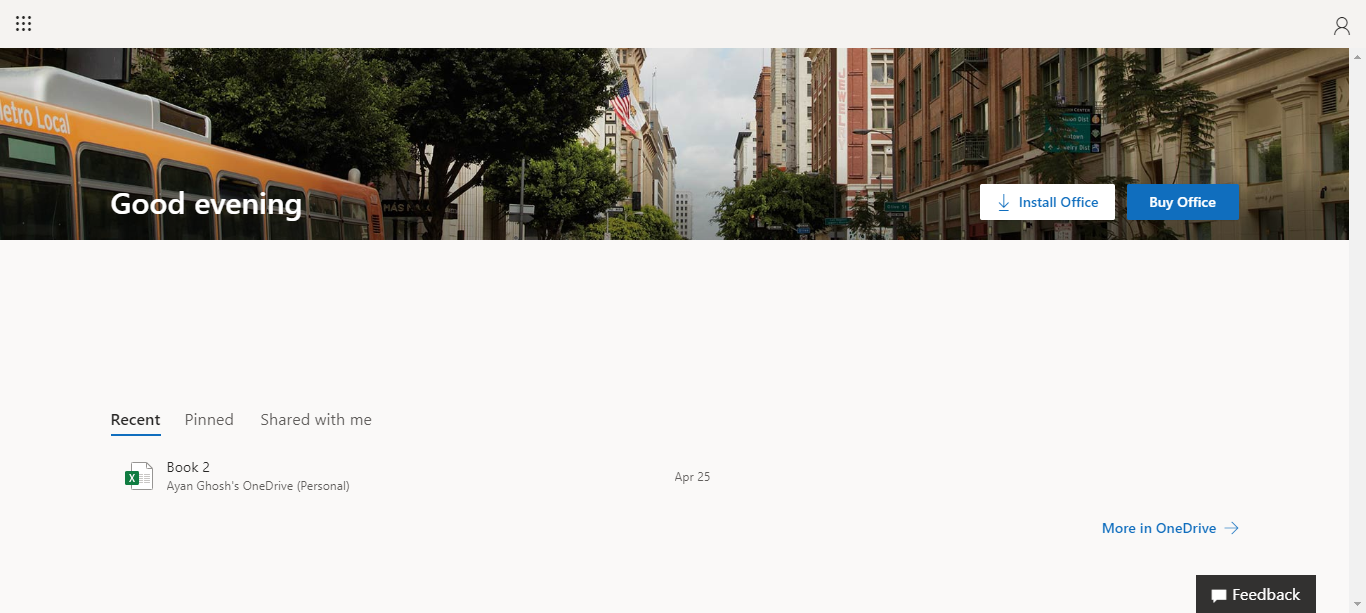 Metro Local
JEWELRY
Good evening
Install Office
Buy Office
Recent
Pinned
Shared with me
Book 2
Ayan Ghosh's OneDrive (Personal)
Apr 25
More in OneDrive
Feedback